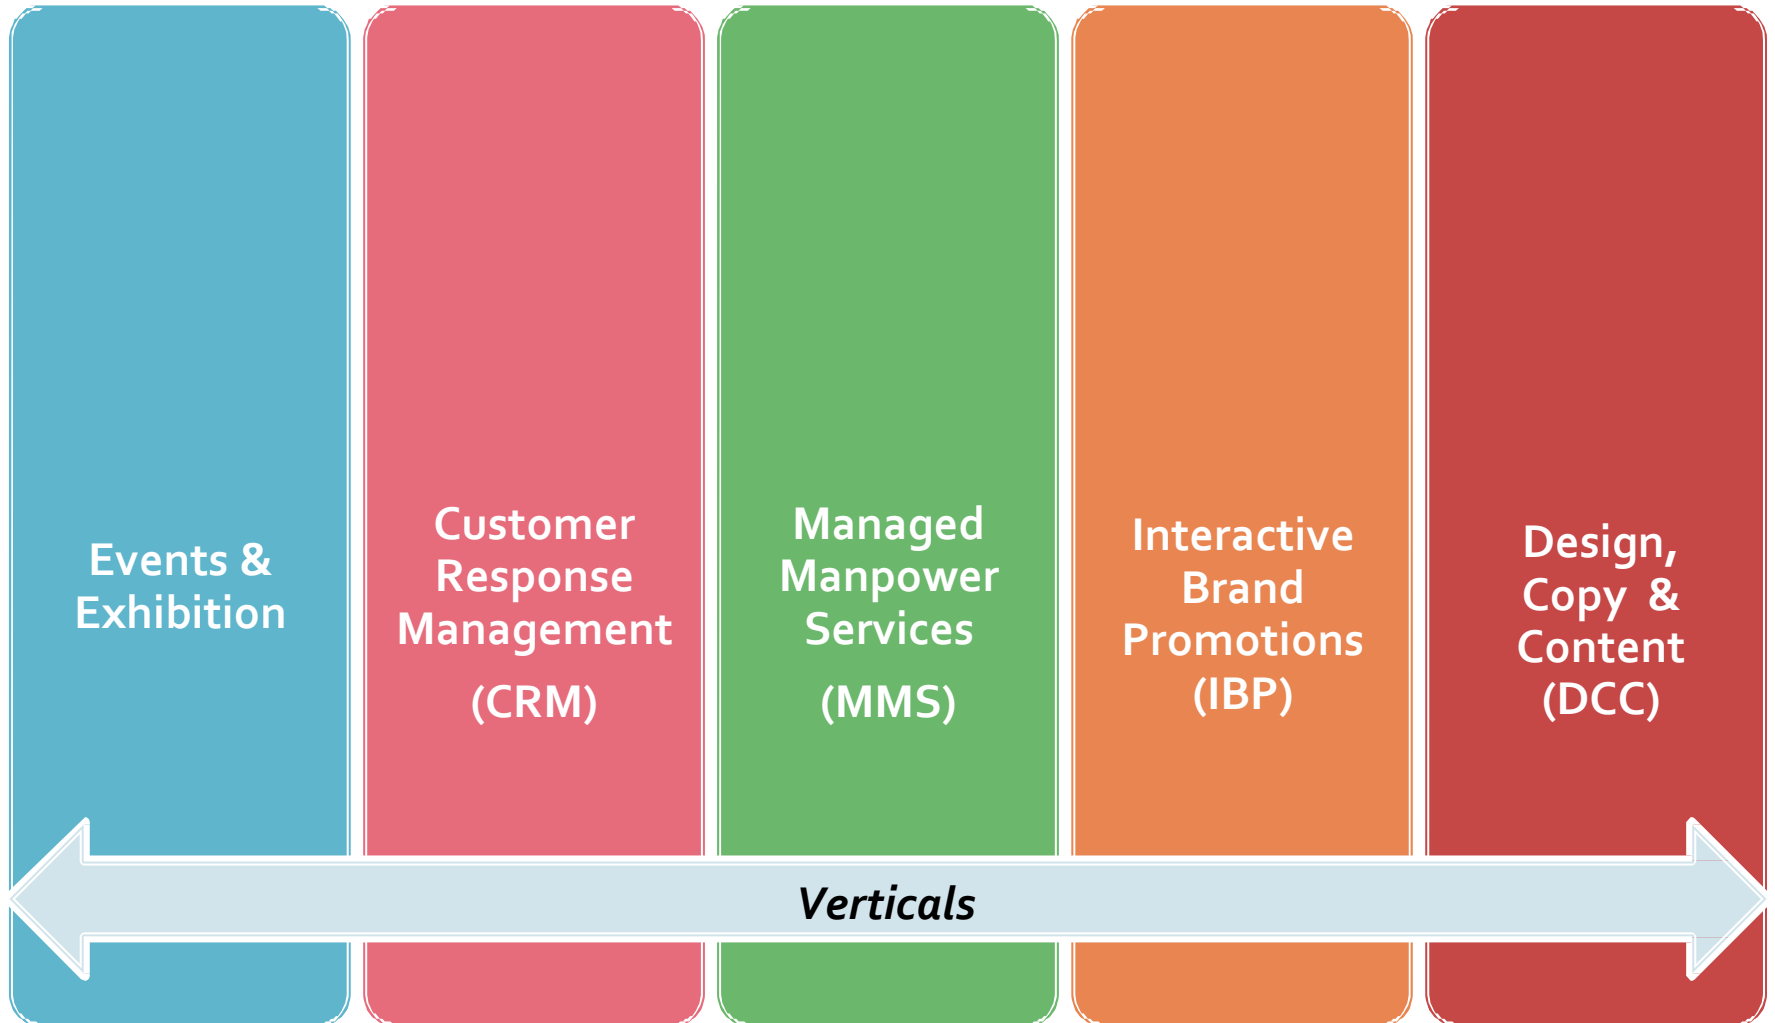 Events &
Exhibition
Customer
Response
Management
(CRM)
Managed
Manpower
Services
(MMS)
Interactive
Brand
Promotions
(IBP)
Design,
Copy  &
Content
(DCC)
Verticals